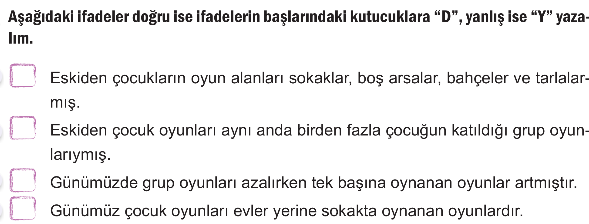 Aşağıdaki ifadeler doğru ise ifadelerin başlarındaki kutucuklara “D”, yanlış ise “Y” yaza-
lım.
Eskiden çocukların oyun alanları sokaklar, boş arsalar, bahçeler ve tarlalar-
mış.
Eskiden çocuk oyunları aynı anda birden fazla çocuğun katıldığı grup oyun-
larıymış.
Günümüzde grup oyunları azalırken tek başına oynanan oyunlar artmıştır.
Günümüz çocuk oyunları evler yerine sokakta oynanan oyunlardır.